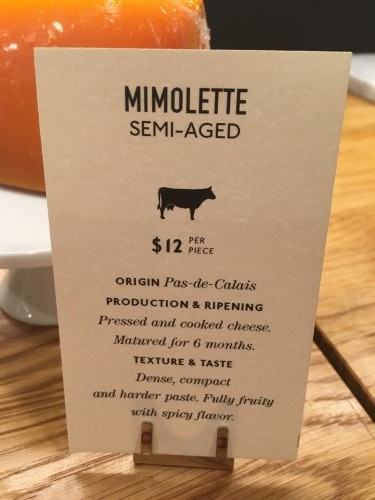 MIMOLETTE
SEMI-AGED
$12 PER PIECE
ORIGIN Pas-de-Calais
PRODUCTION & RIPENING
Pressed and cooked cheese.
Matured for 6 months.
TEXTURE & TASTE
Dense, compact
and harder paste. Fully fruity
with spicy flavor.